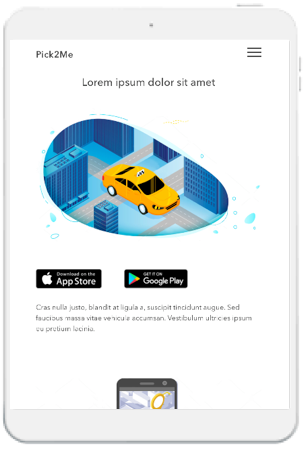 Pick2Me
Lorem ipsum dolor sit amet
Download on the
App Store
GET IT ON
Google Play
Cras nulla justo, blandit at ligula a, suscipit tincidunt augue. Sed
faucibus massa vitae vehicula accumsan. Vestibulum ultricies ipsum
eu pretium lacinia.